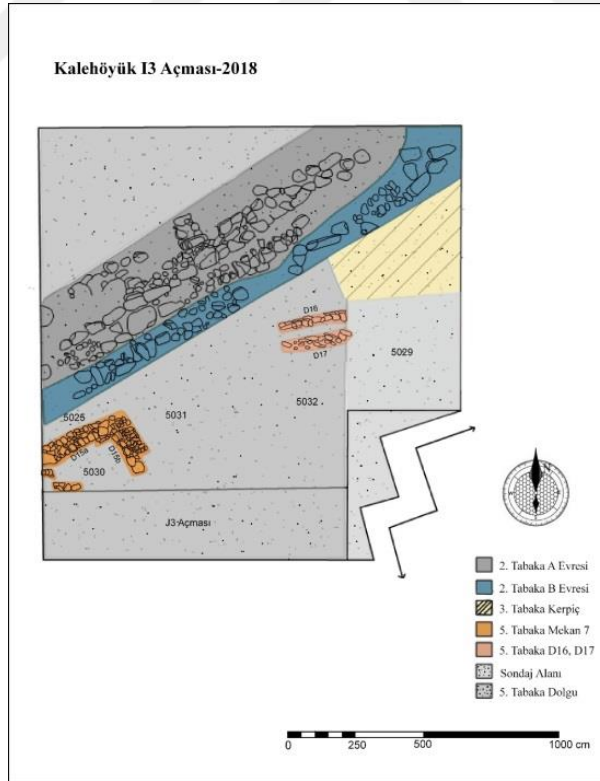 Kalehöyük I3 Açması-2018
D16
D17
5029
5025
5031
5032
D15a
D15b
5030
J3 Açması
2. Tabaka A Evresi
2. Tabaka B Evresi
3. Tabaka Kerpiç
5. Tabaka Mekan 7
5. Tabaka D16, D17
Sondaj Alanı
5. Tabaka Dolgu
0 250 500 1000 cm